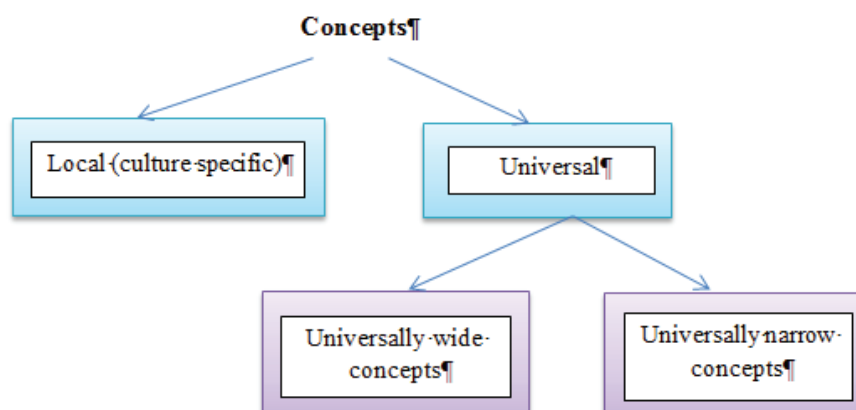 Concepts¶
Local·(culture·specific)¶
Universal¶
Universally·wide·
concepts¶
Universally·narrow·
concepts¶